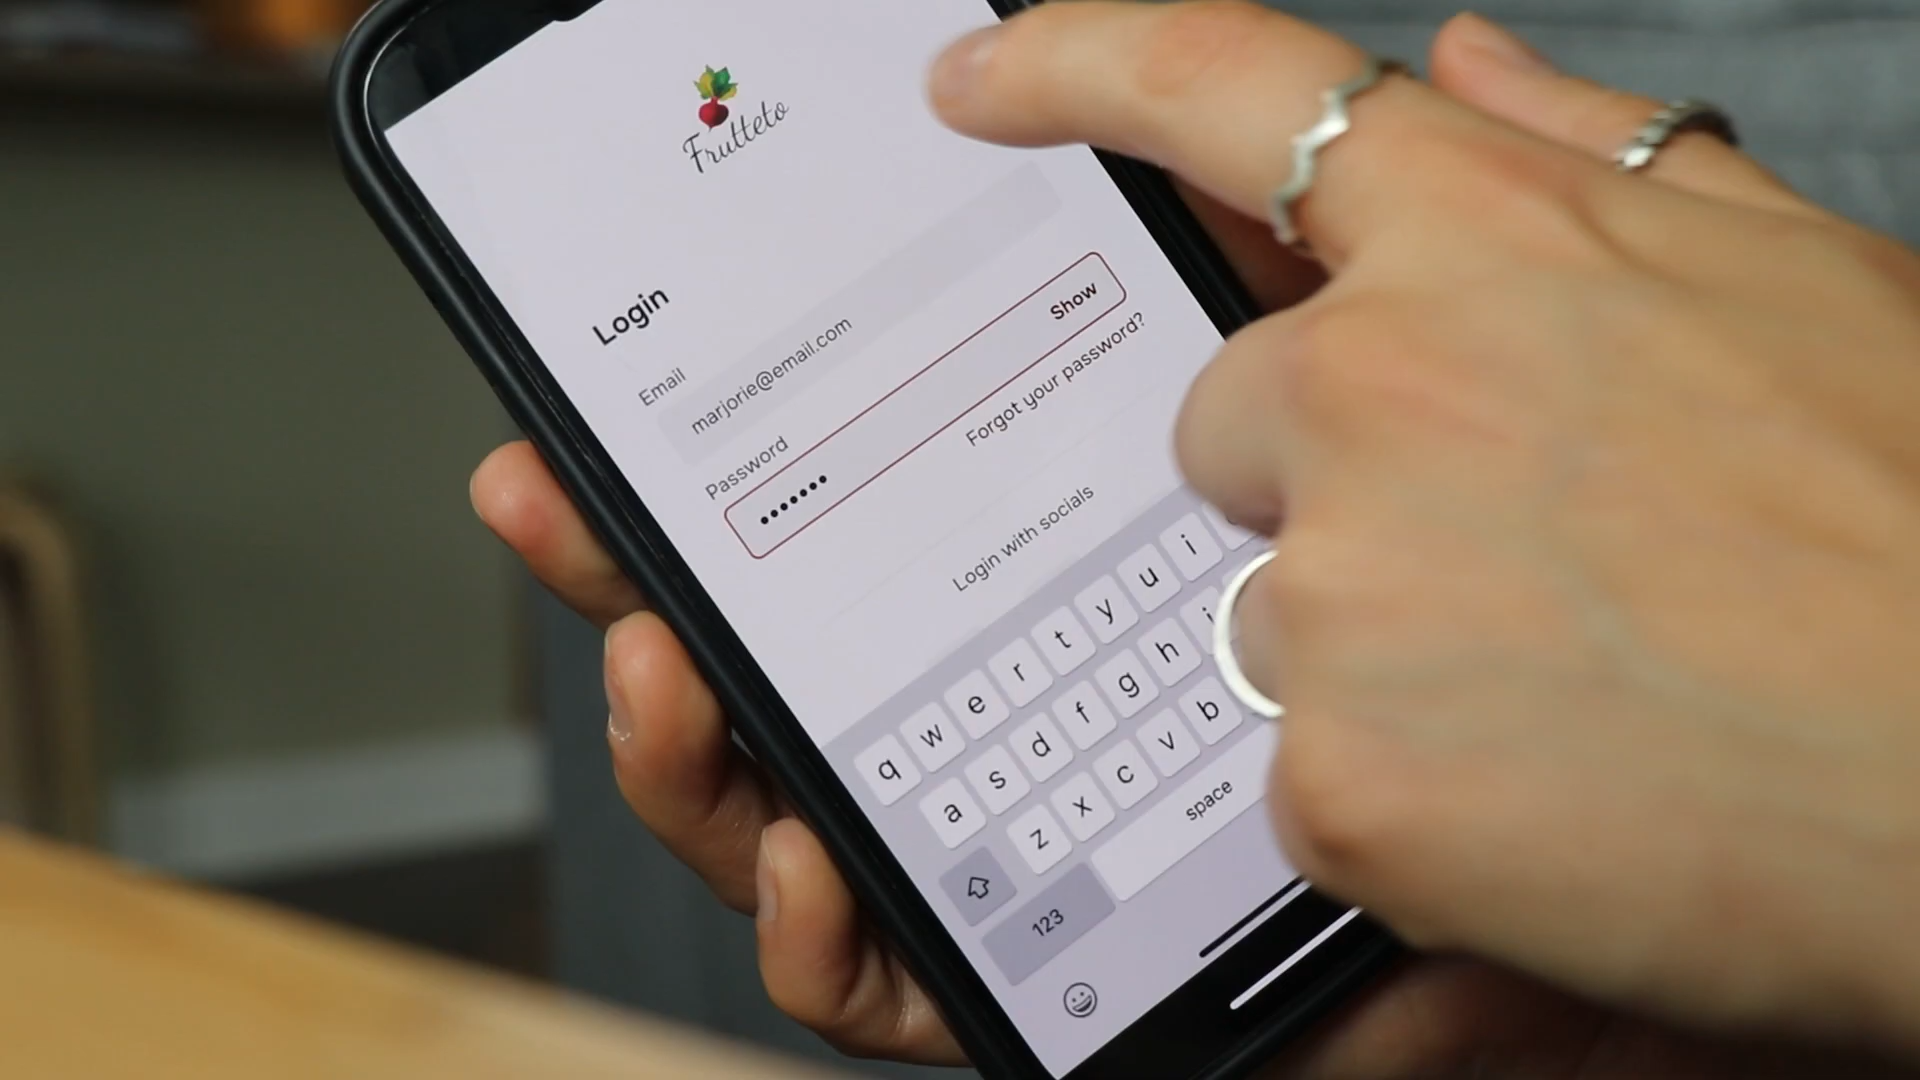 Frutteto
Login
Email
marjorie@email.com
Password
••••••• Show
Forgot your password?
Login with socials
q w e r t y u i
a s d f g h j
z x c v b
123 space